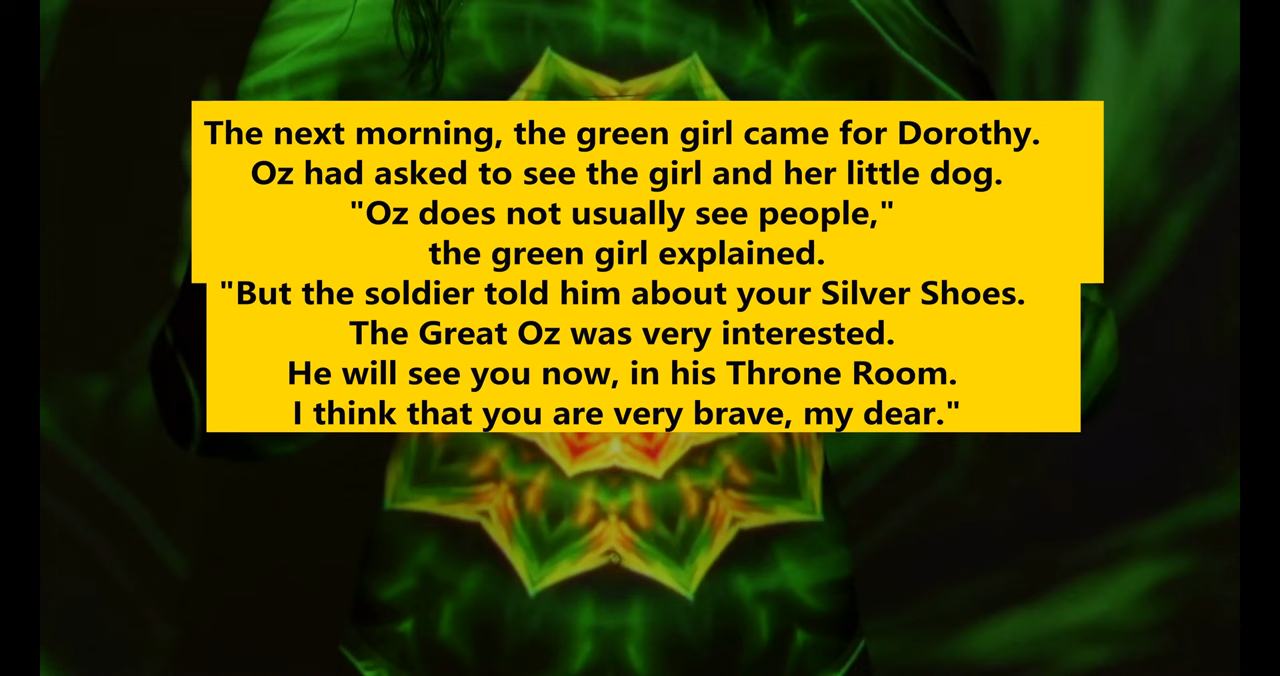 The next morning, the green girl came for Dorothy.
Oz had asked to see the girl and her little dog.
"Oz does not usually see people,"
the green girl explained.
"But the soldier told him about your Silver Shoes.
The Great Oz was very interested.
He will see you now, in his Throne Room.
I think that you are very brave, my dear."